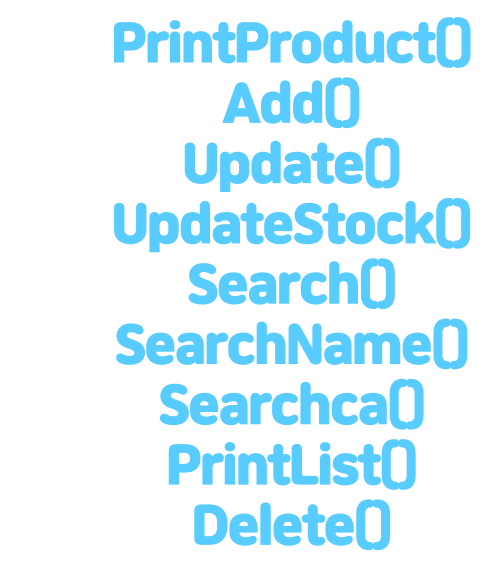 PrintProduct()
Add()
Update()
UpdateStock()
Search()
SearchName()
Searchca()
PrintList()
Delete()